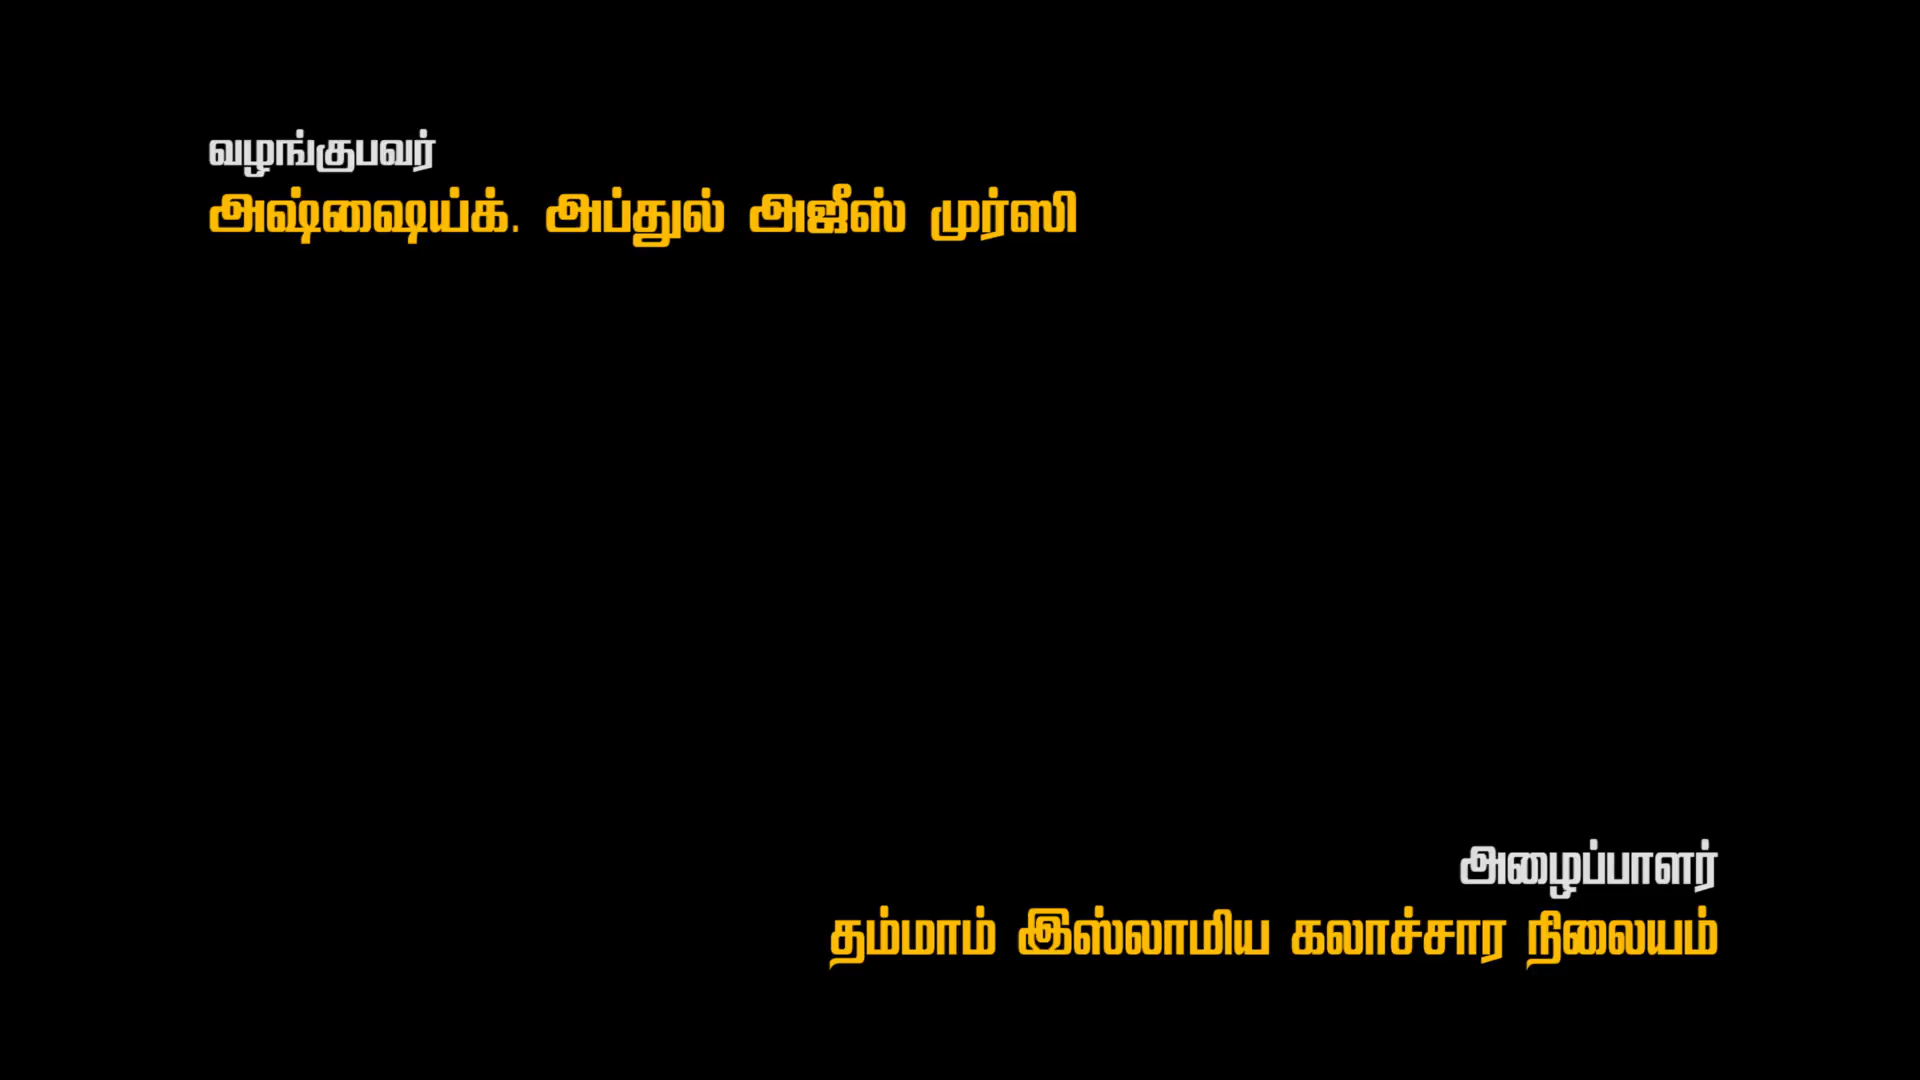 வழங்குபவர்
அஷ்ஷைய்க். அப்துல் அஜீஸ் முர்ஸி
அழைப்பாளர்
தம்மாம் இஸ்லாமிய கலாச்சார நிலையம்